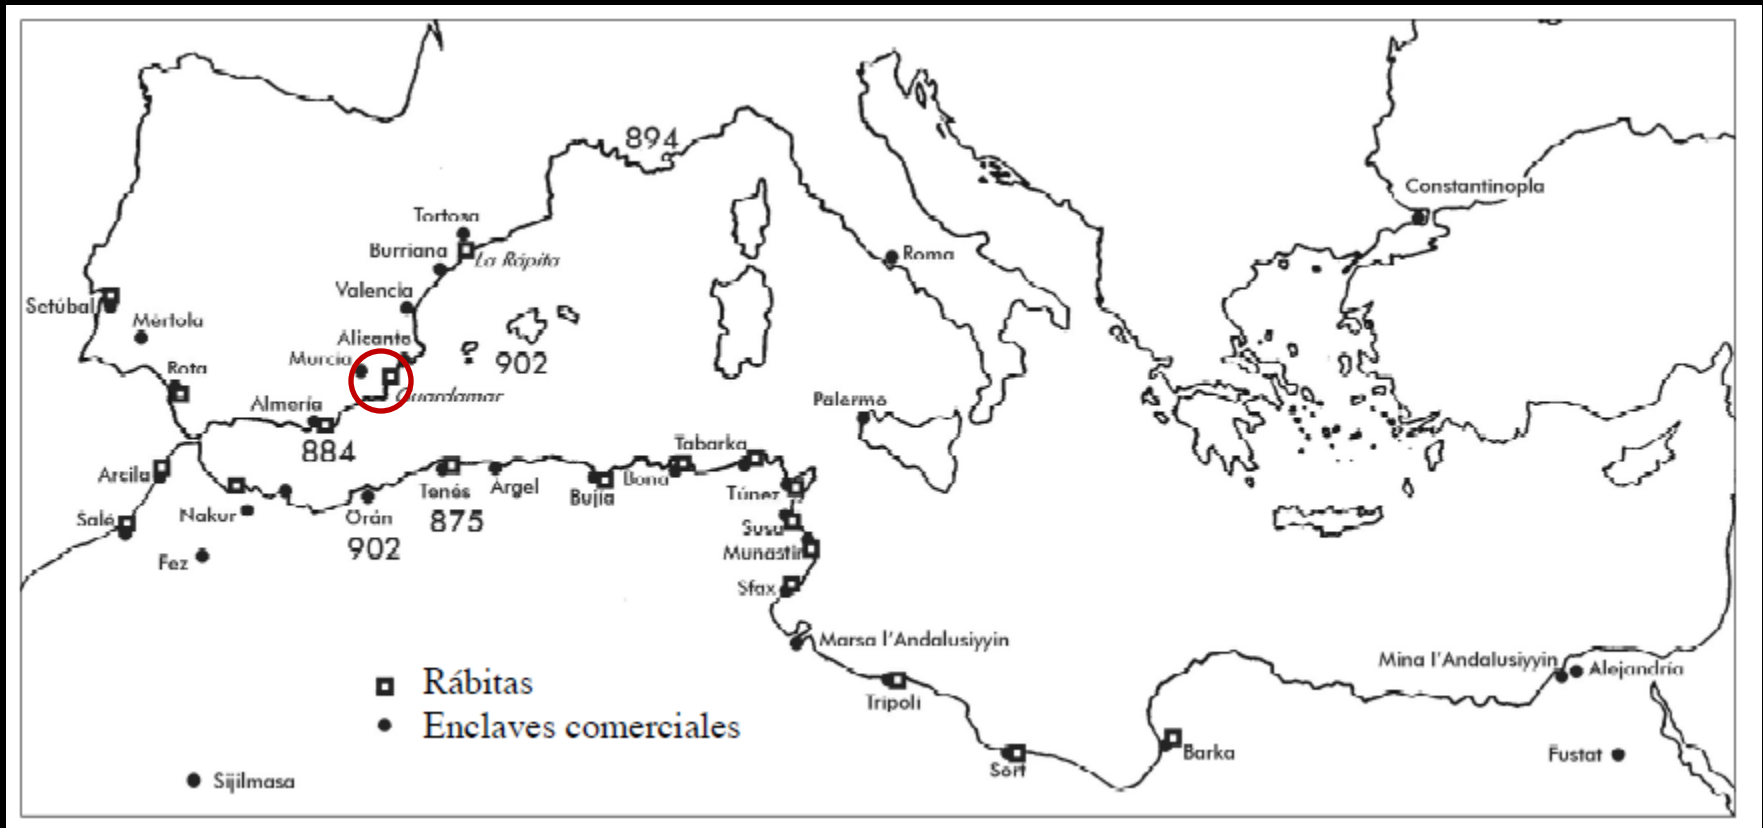 894
Constantinopla
Tortosa
Burriana
La Rápita
Roma
Valencia
Setúbal
Mértola
Alicante
Murcia
902
Rota
Guardamar
Almería
Palermo
884
Tabarka
Arcila
Tenés
Argel
Bujía
Bona
Túnez
Salé
Nakur
Orán
875
Susa
902
Munastir
Fez
Sfax
Marsa l'Andalusiyyin
Mina l'Andalusiyyin
Alejandría
Rábitas
Trípoli
Enclaves comerciales
Barka
Fustat
Sort
Sijilmasa